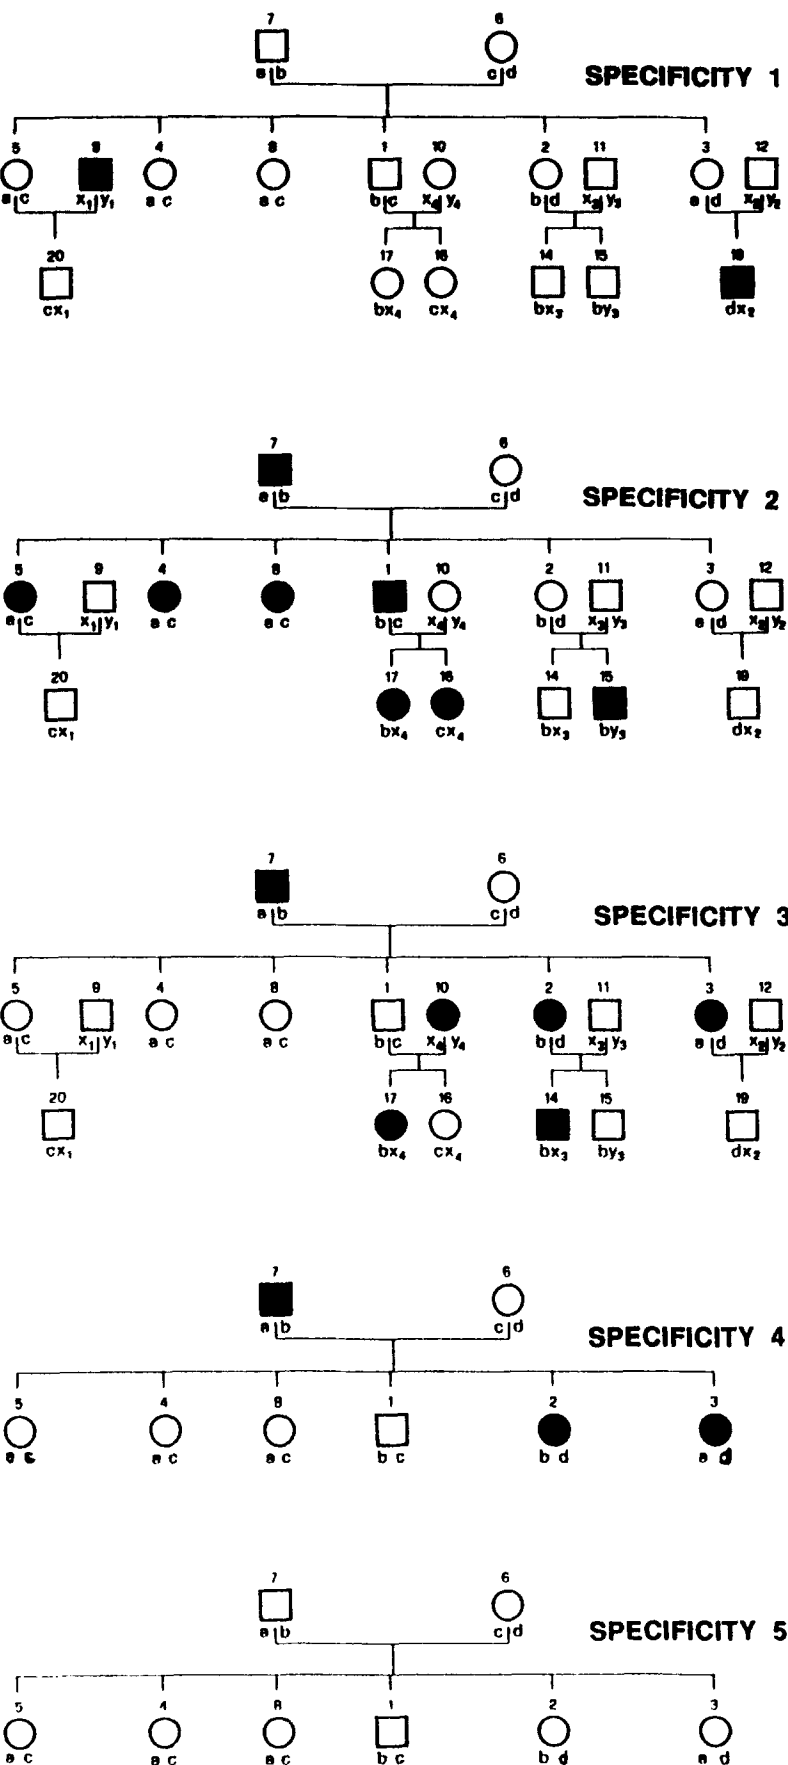 7 6
a b c d SPECIFICITY 1
5 9 4 8 1 10 2 11 3 12
a c x₁ y₁ a c a c b c x₄ y₄ b d x₃ y₃ a d x₂ y₂
20 17 16 14 15 19
cx₁ bx₄ cx₄ bx₃ by₃ dx₂
7 6
a b c d SPECIFICITY 2
5 9 4 8 1 10 2 11 3 12
a c x₁ y₁ a c a c b c x₄ y₄ b d x₃ y₃ a d x₂ y₂
20 17 16 14 15 19
cx₁ bx₄ cx₄ bx₃ by₃ dx₂
7 6
a b c d SPECIFICITY 3
5 9 4 8 1 10 2 11 3 12
a c x₁ y₁ a c a c b c x₄ y₄ b d x₃ y₃ a d x₂ y₂
20 17 16 14 15 19
cx₁ bx₄ cx₄ bx₃ by₃ dx₂
7 6
a b c d SPECIFICITY 4
5 4 8 1 2 3
a c a c a c b c b d a d
7 6
a b c d SPECIFICITY 5
5 4 8 1 2 3
a c a c a c b c b d a d